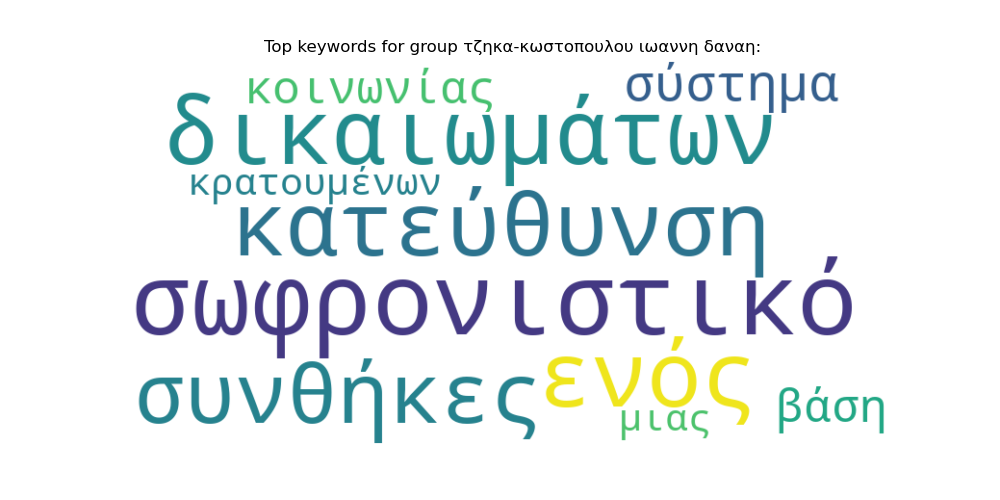 Top keywords for group τζηκα-κωστοπουλου ιωαννη δαναη:
κοινωνίας σύστημα
δικαιωμάτων
κρατουμένων
κατεύθυνση
σωφρονιστικό
συνθήκες ενός
μιας βάση